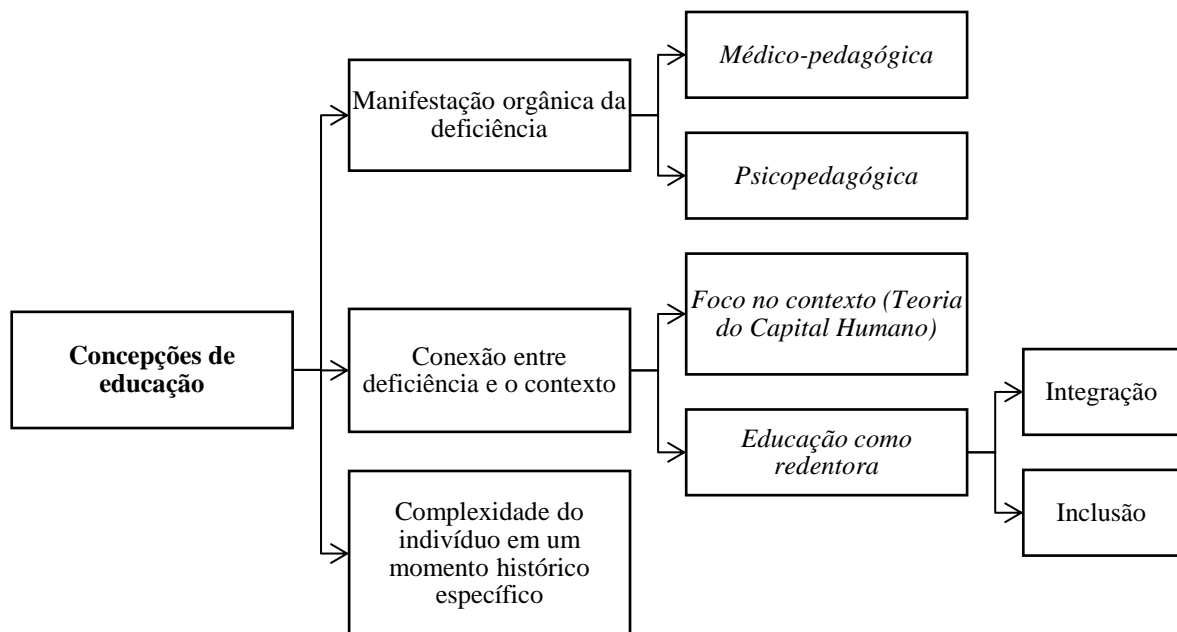 Concepções de
educação
Manifestação orgânica da
deficiência
Médico-pedagógica
Psicopedagógica
Conexão entre
deficiência e o contexto
Foco no contexto (Teoria
do Capital Humano)
Educação como
redentora
Integração
Inclusão
Complexidade do
indivíduo em um
momento histórico
específico